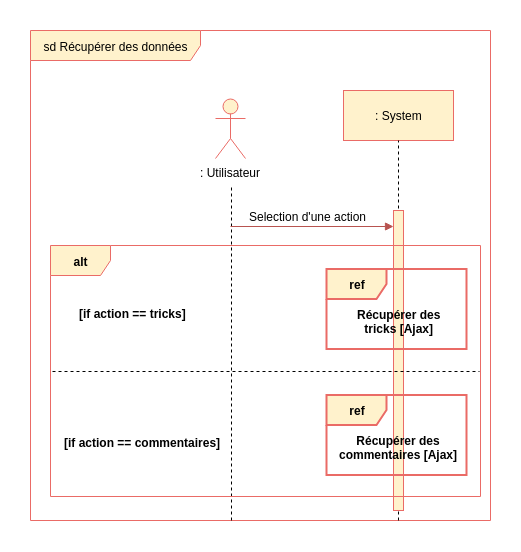 sd Récupérer des données
: System
: Utilisateur
Selection d'une action
alt
ref
[if action == tricks]
Récupérer des
tricks [Ajax]
ref
[if action == commentaires]
Récupérer des
commentaires [Ajax]